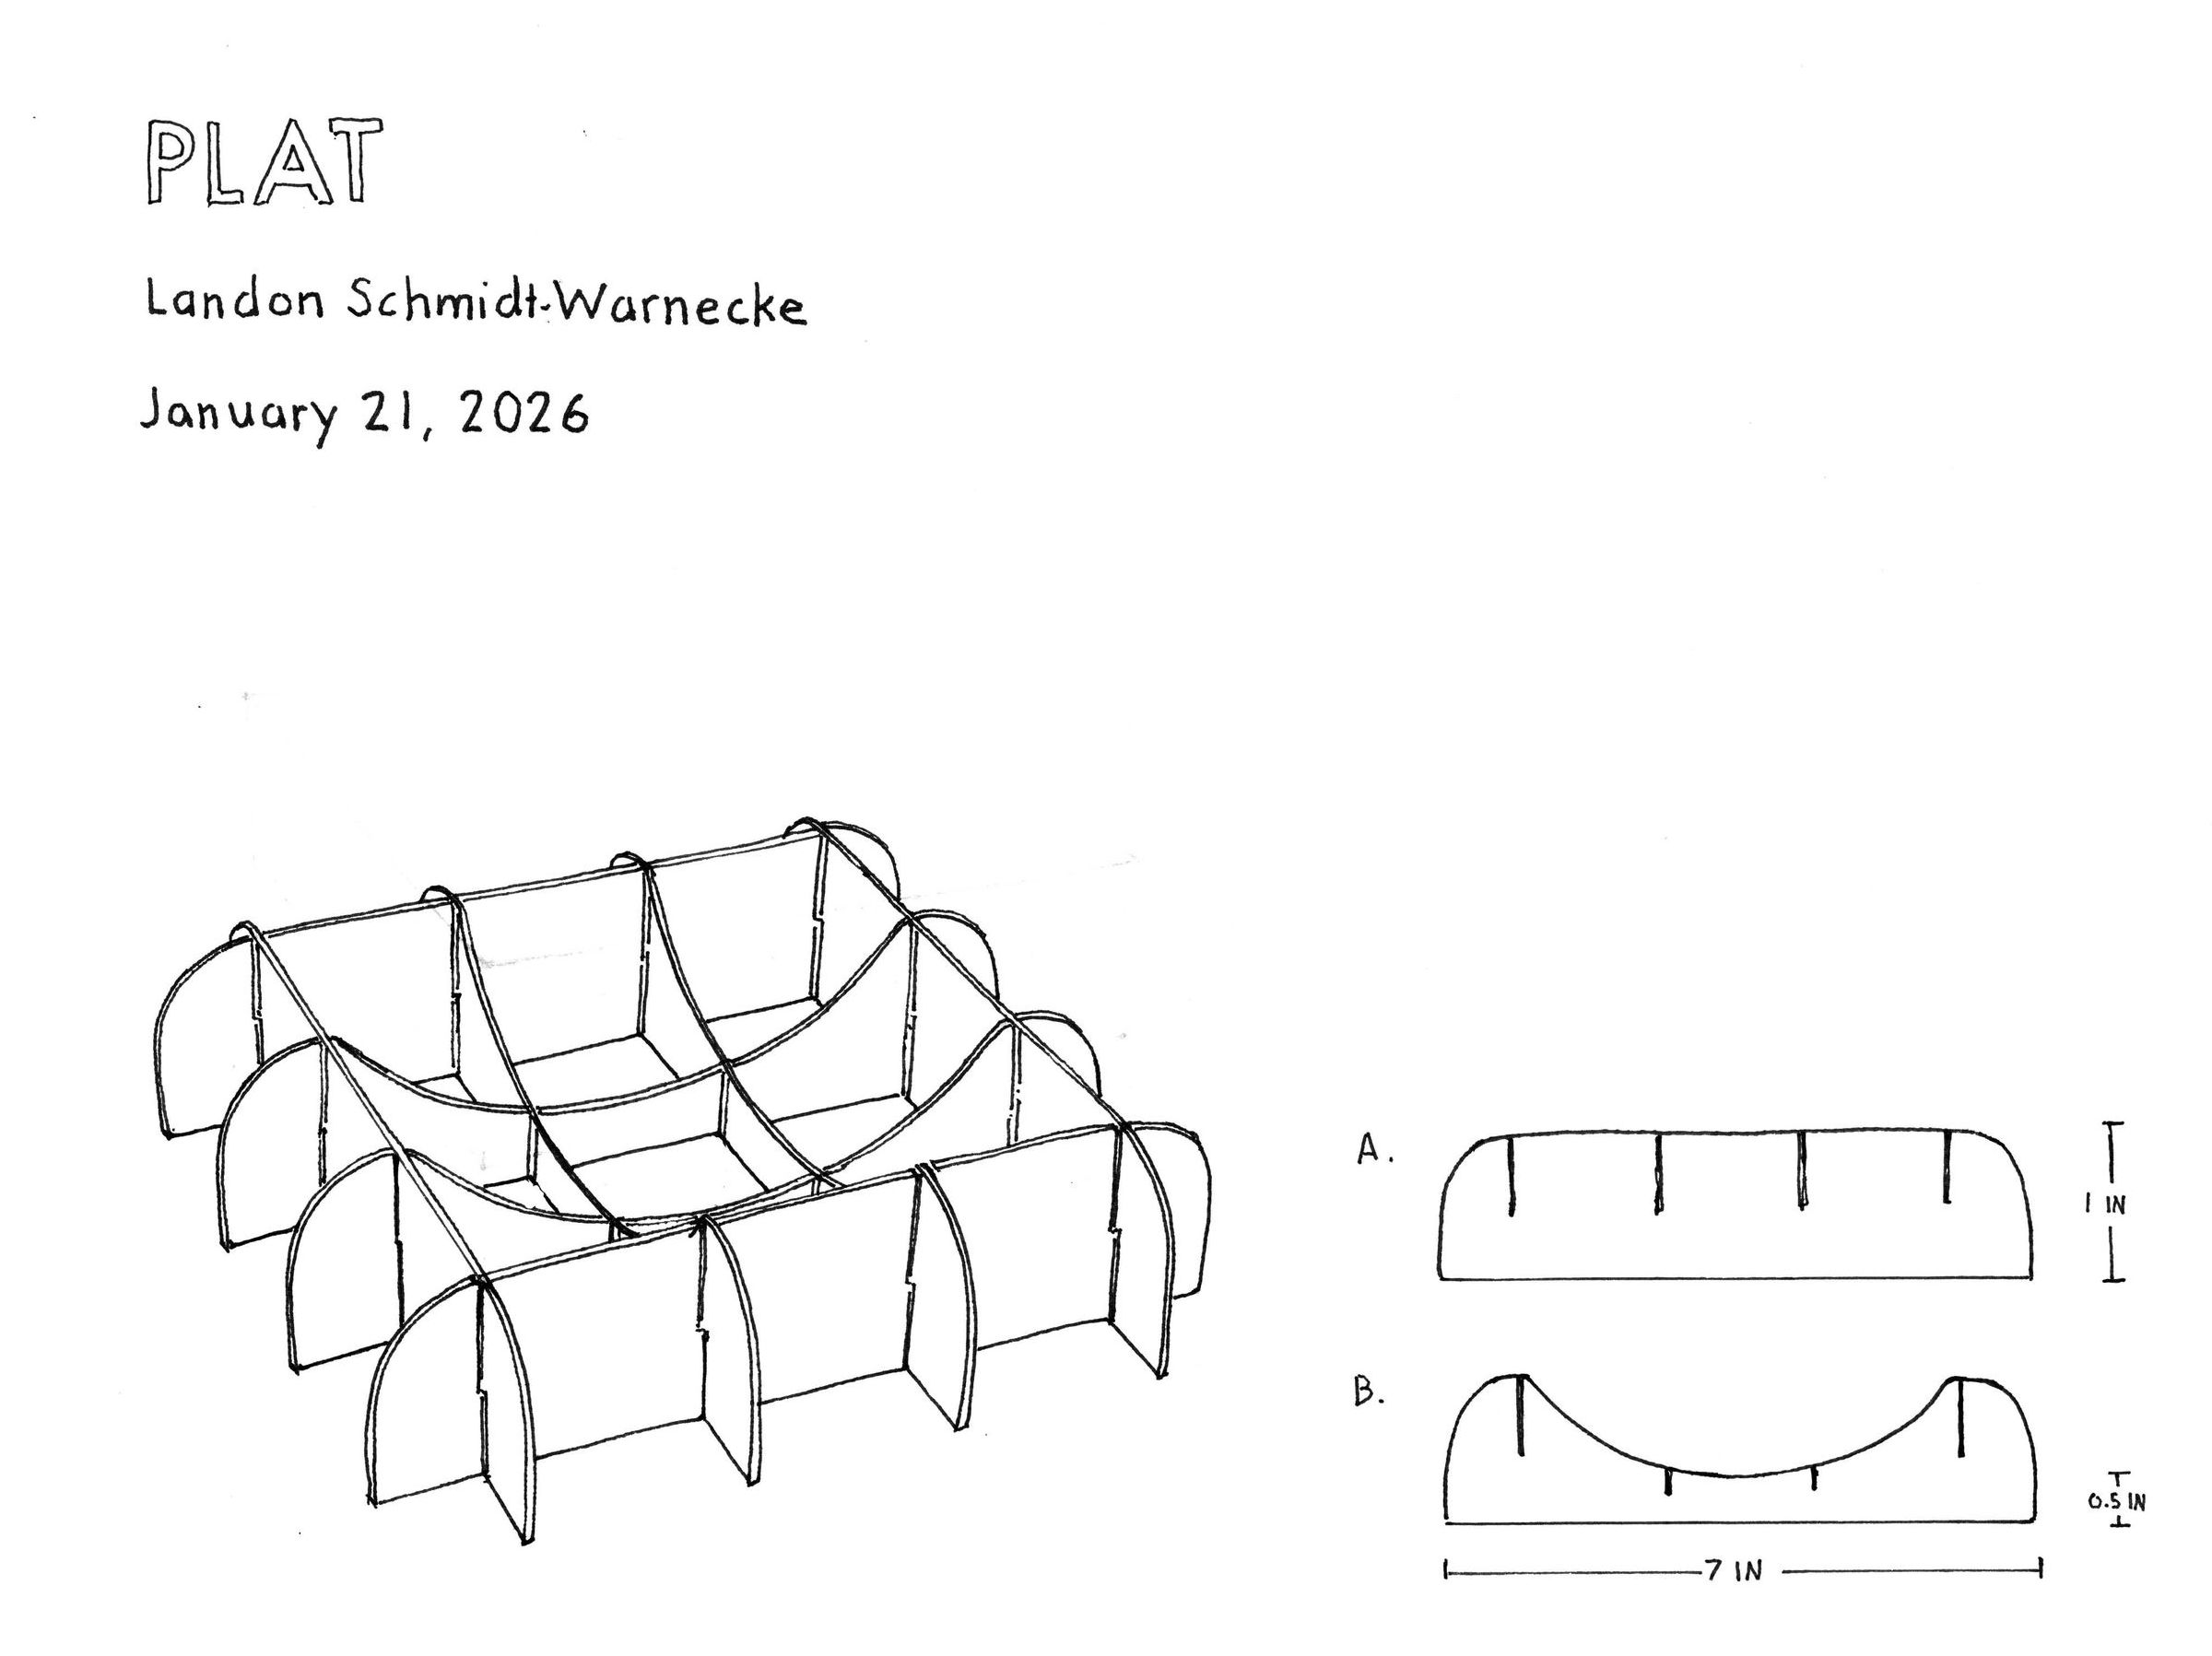 PLAT
Landon Schmidt-Warnecke
January 21, 2026
A.
1 IN
B.
0.5 IN
7 IN